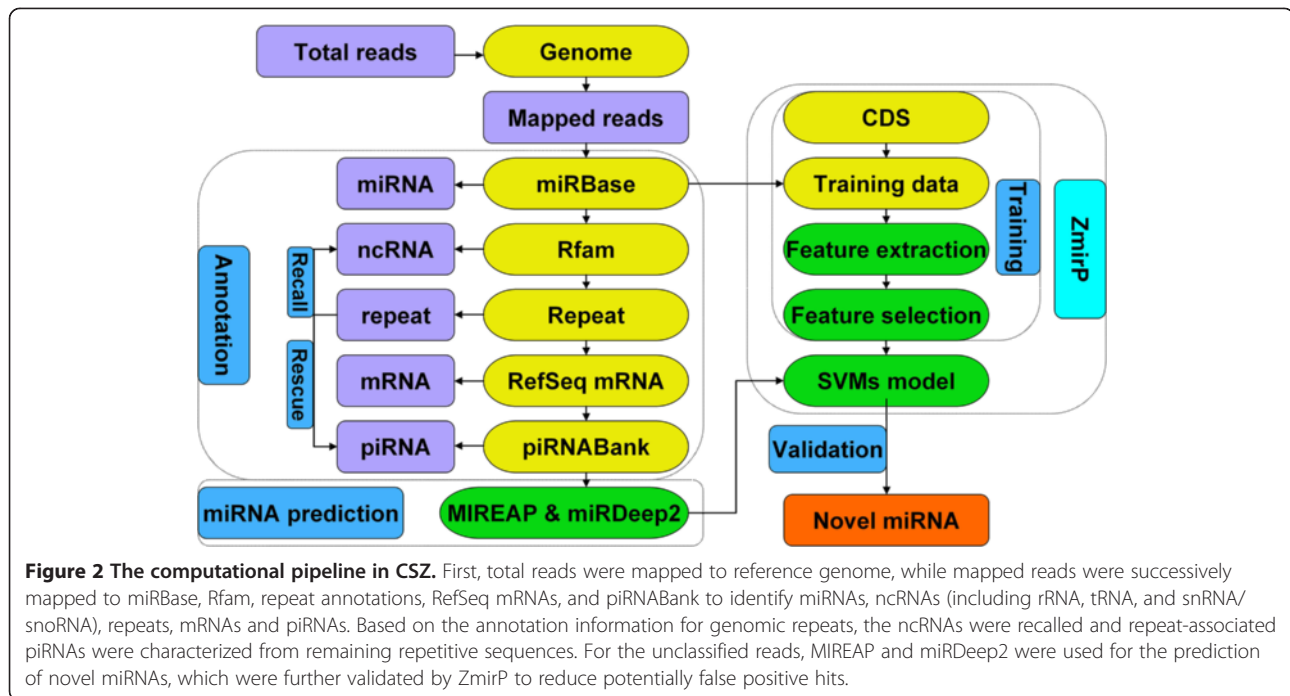 Total reads
Genome
Mapped reads
miRNA
miRBase
ncRNA
Rfam
repeat
Repeat
mRNA
RefSeq mRNA
piRNA
piRNABank
Annotation
Recall
Rescue
miRNA prediction
MIREAP & miRDeep2
CDS
Training data
Feature extraction
Feature selection
SVMs model
Training
ZmirP
Validation
Novel miRNA
Figure 2 The computational pipeline in CSZ. First, total reads were mapped to reference genome, while mapped reads were successively
mapped to miRBase, Rfam, repeat annotations, RefSeq mRNAs, and piRNABank to identify miRNAs, ncRNAs (including rRNA, tRNA, and snRNA/
snoRNA), repeats, mRNAs and piRNAs. Based on the annotation information for genomic repeats, the ncRNAs were recalled and repeat-associated
piRNAs were characterized from remaining repetitive sequences. For the unclassified reads, MIREAP and miRDeep2 were used for the prediction
of novel miRNAs, which were further validated by ZmirP to reduce potentially false positive hits.